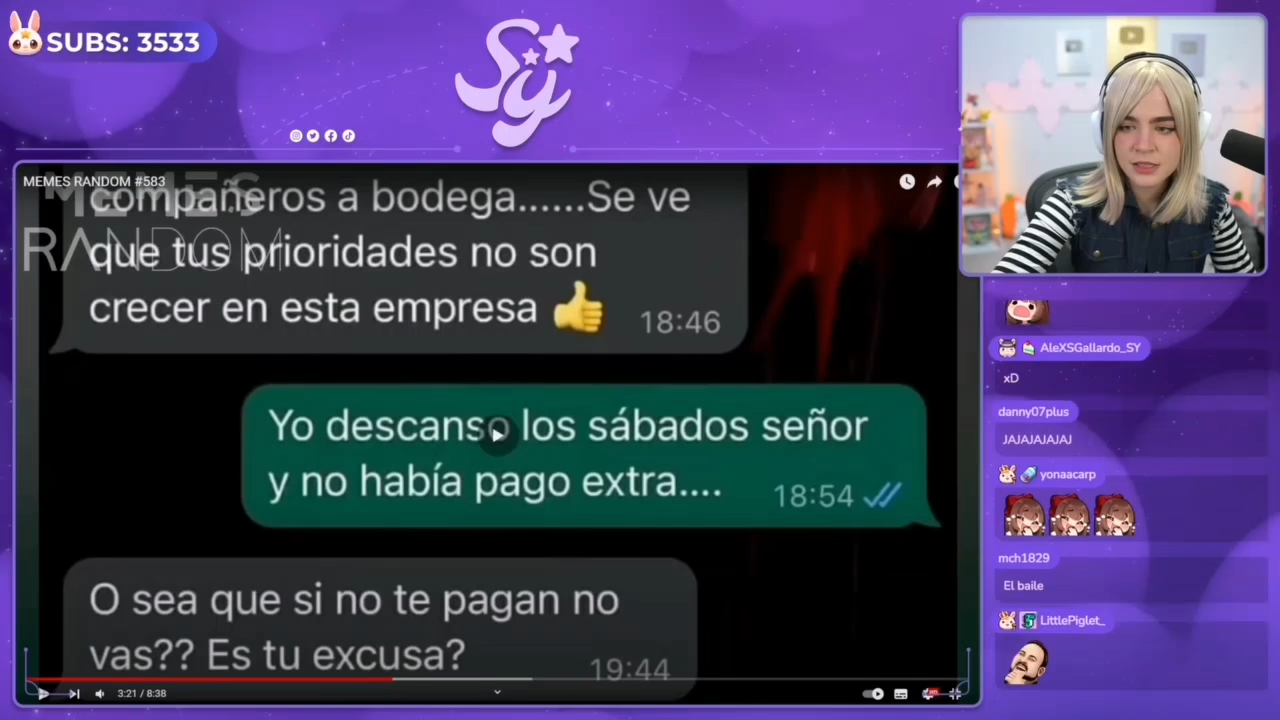 SUBS: 3533
Sy
MEMES RANDOM #583
MEMES
RANDOM
compañeros a bodega......Se ve
que tus prioridades no son
crecer en esta empresa 👍 18:46
Yo descanso los sábados señor
y no había pago extra.... 18:54
O sea que si no te pagan no
vas?? Es tu excusa? 19:44
3:21 / 8:38
AleXSGallardo_SY
xD
danny07plus
JAJAJAJAJAJ
yonaacarp
mch1829
El baile
LittlePiglet_